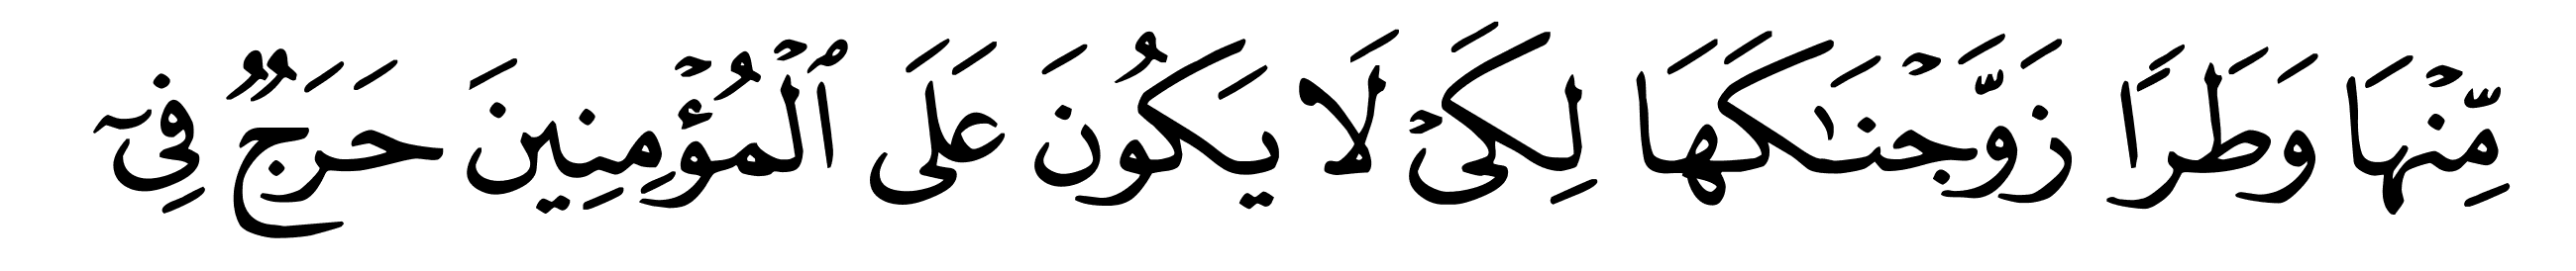 مِّنْهَا وَطَرًا زَوَّجْنَٰكَهَا لِكَىْ لَا يَكُونَ عَلَى ٱلْمُؤْمِنِينَ حَرَجٌ فِىٓ